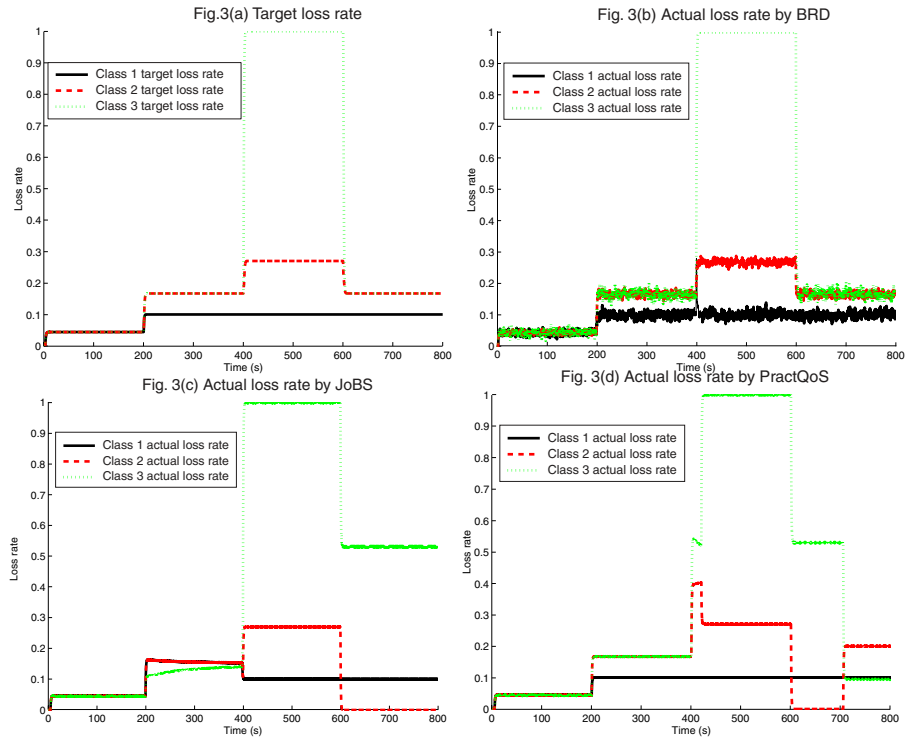 Fig.3(a) Target loss rate
1
0.9
0.8
0.7
0.6
0.5
0.4
0.3
0.2
0.1
0
Loss rate
Class 1 target loss rate
Class 2 target loss rate
Class 3 target loss rate
0 100 200 300 400 500 600 700 800
Time (s)
Fig. 3(b) Actual loss rate by BRD
1
0.9
0.8
0.7
0.6
0.5
0.4
0.3
0.2
0.1
0
Loss rate
Class 1 actual loss rate
Class 2 actual loss rate
Class 3 actual loss rate
0 100 200 300 400 500 600 700 800
Time (s)
Fig. 3(c) Actual loss rate by JoBS
1
0.9
0.8
0.7
0.6
0.5
0.4
0.3
0.2
0.1
0
Loss rate
Class 1 actual loss rate
Class 2 actual loss rate
Class 3 actual loss rate
0 100 200 300 400 500 600 700 800
Time (s)
Fig. 3(d) Actual loss rate by PractQoS
1
0.9
0.8
0.7
0.6
0.5
0.4
0.3
0.2
0.1
0
Loss rate
Class 1 actual loss rate
Class 2 actual loss rate
Class 3 actual loss rate
0 100 200 300 400 500 600 700 800
Time (s)